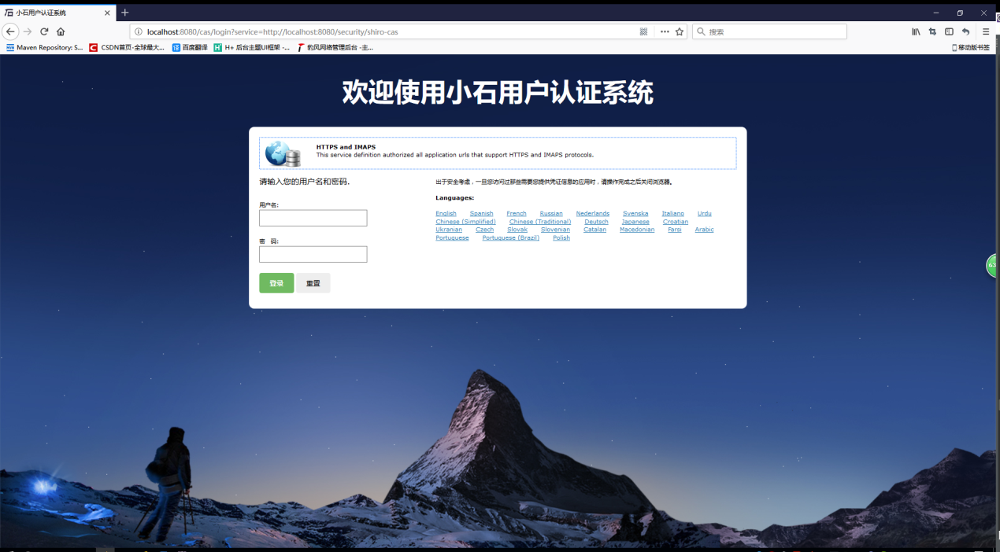 小石用户认证系统
localhost:8080/cas/login?service=http://localhost:8080/security/shiro-cas
搜索
Maven Repository: S... CSDN首页-全球最大... 百度翻译 H+ 后台主题UI框架 -... 豹风网络管理后台 -主... 移动版书签
欢迎使用小石用户认证系统
HTTPS and IMAPS
This service definition authorized all application urls that support HTTPS and IMAPS protocols.
请输入您的用户名和密码.
出于安全考虑，一旦您访问过那些需要您提供凭证信息的应用时，请操作完成之后关闭浏览器。
Languages:
用户名:
English Spanish French Russian Nederlands Svenska Italiano Urdu
Chinese (Simplified) Chinese (Traditional) Deutsch Japanese Croatian
Ukranian Czech Slovak Slovenian Catalan Macedonian Farsi Arabic
Portuguese Portuguese (Brazil) Polish
密 码:
登录 重置
63